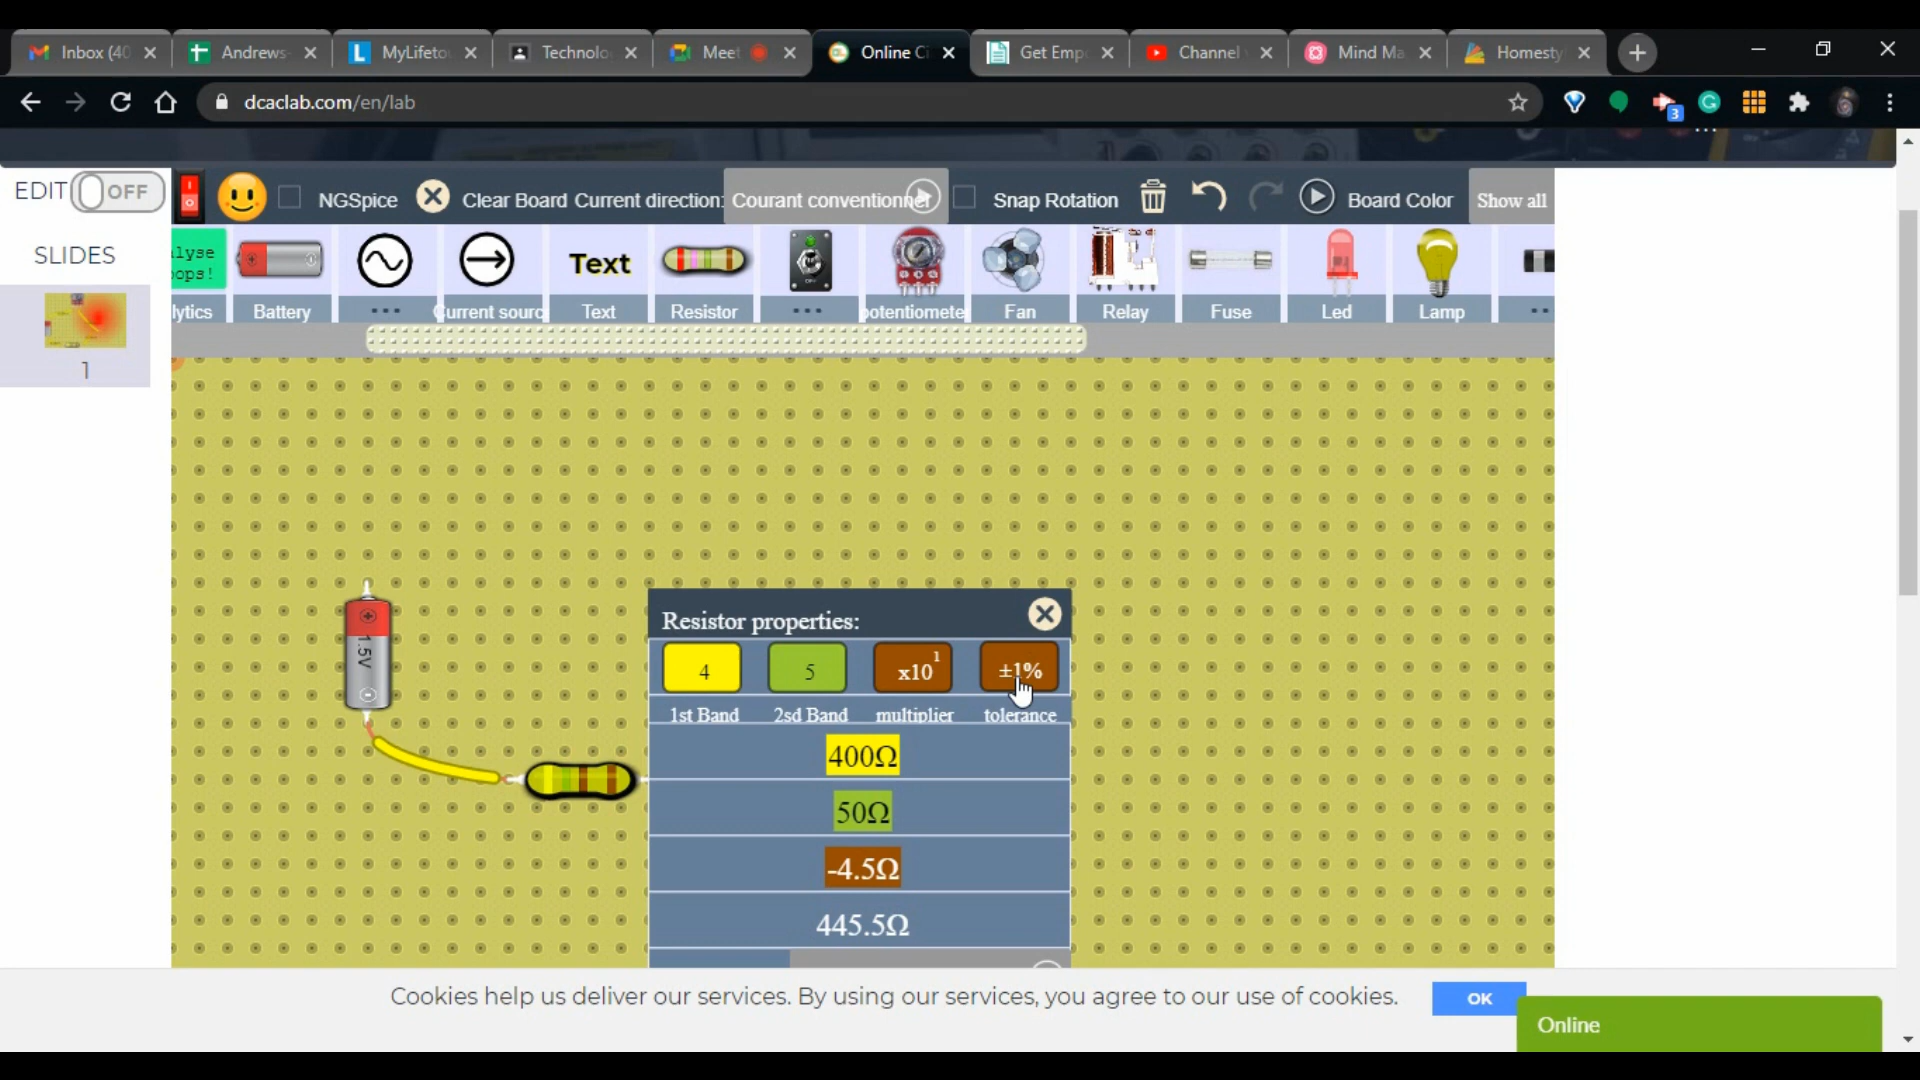 Inbox (40
Andrews-
MyLifeto
Technolo
Meet
Online Ci
Get Emp
Channel
Mind Ma
Homesty
dcaclab.com/en/lab
3
EDIT OFF
NGSpice
Clear Board
Current direction:
Courant conventionnel
Snap Rotation
Board Color
Show all
SLIDES
1
lyse
ops!
Text
lytics
Battery
...
Current sourc
Text
Resistor
...
potentiomete
Fan
Relay
Fuse
Led
Lamp
1.5V
Resistor properties:
4
5
x10 1
±1%
1st Band
2sd Band
multiplier
tolerance
400Ω
50Ω
-4.5Ω
445.5Ω
Cookies help us deliver our services. By using our services, you agree to our use of cookies.
OK
Online